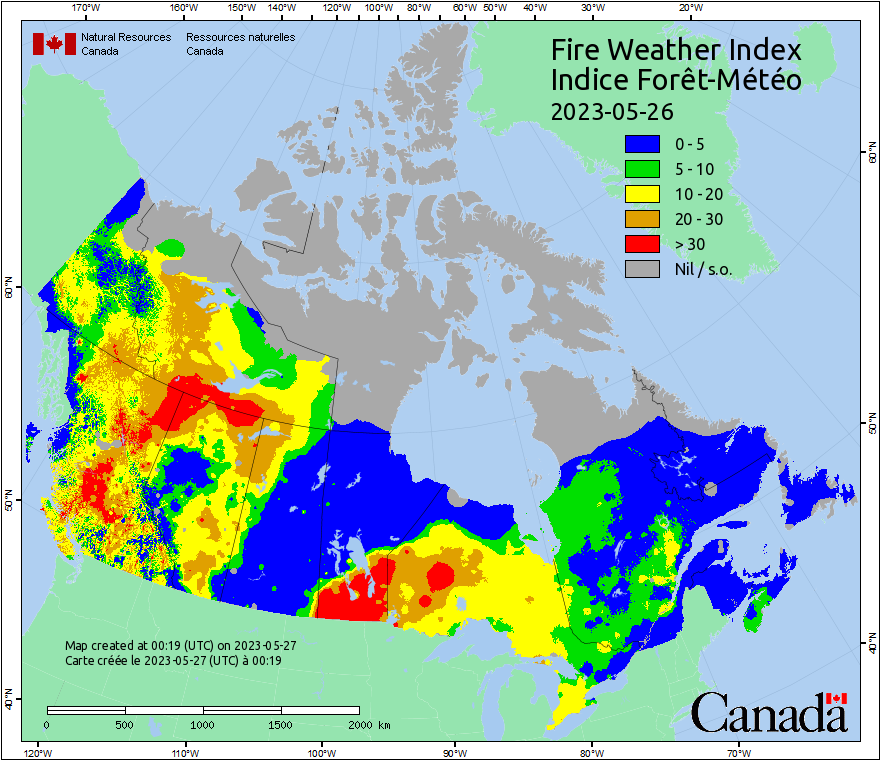 170°W 160°W 150°W 140°W 120°W 100°W 80°W 60°W 50°W 40°W 30°W 20°W
Natural Resources Ressources naturelles
Canada Canada
Fire Weather Index
Indice Forêt-Météo
2023-05-26
0 - 5
5 - 10
10 - 20
20 - 30
> 30
Nil / s.o.
60°N
60°N
50°N
50°N
40°N
40°N
Map created at 00:19 (UTC) on 2023-05-27
Carte créée le 2023-05-27 (UTC) à 00:19
0 500 1000 1500 2000 km
Canada
120°W 110°W 100°W 90°W 80°W 70°W